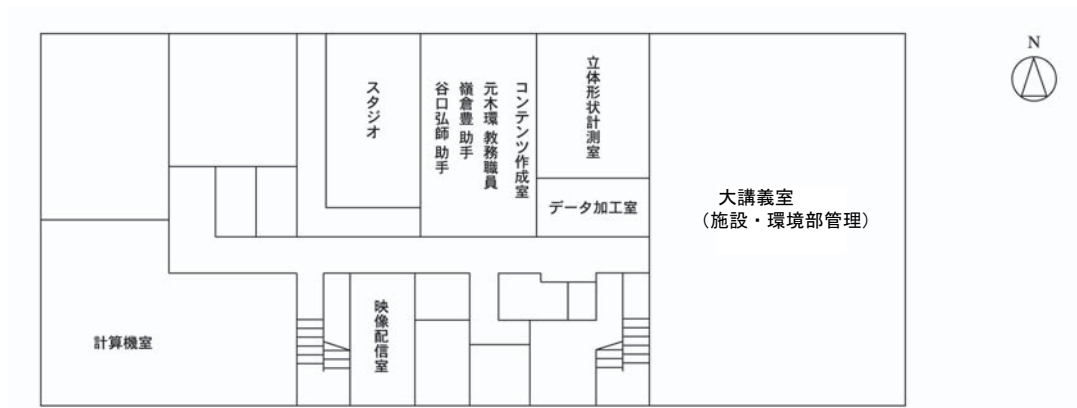 N
スタジオ
コンテンツ作成室
元木環 教務職員
嶺倉豊 助手
谷口弘師 助手
立体形状計測室
データ加工室
大講義室
（施設・環境部管理）
計算機室
映像配信室